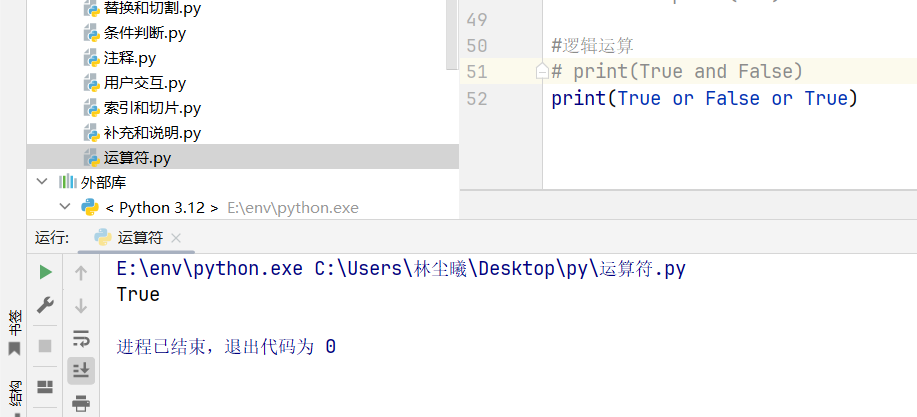 替换和切割.py
条件判断.py
注释.py
用户交互.py
索引和切片.py
补充和说明.py
运算符.py
外部库
< Python 3.12 > E:\env\python.exe
49
50 #逻辑运算
51 # print(True and False)
52 print(True or False or True)
运行: 运算符
E:\env\python.exe C:\Users\林尘曦\Desktop\py\运算符.py
True
进程已结束，退出代码为 0
书签
结构